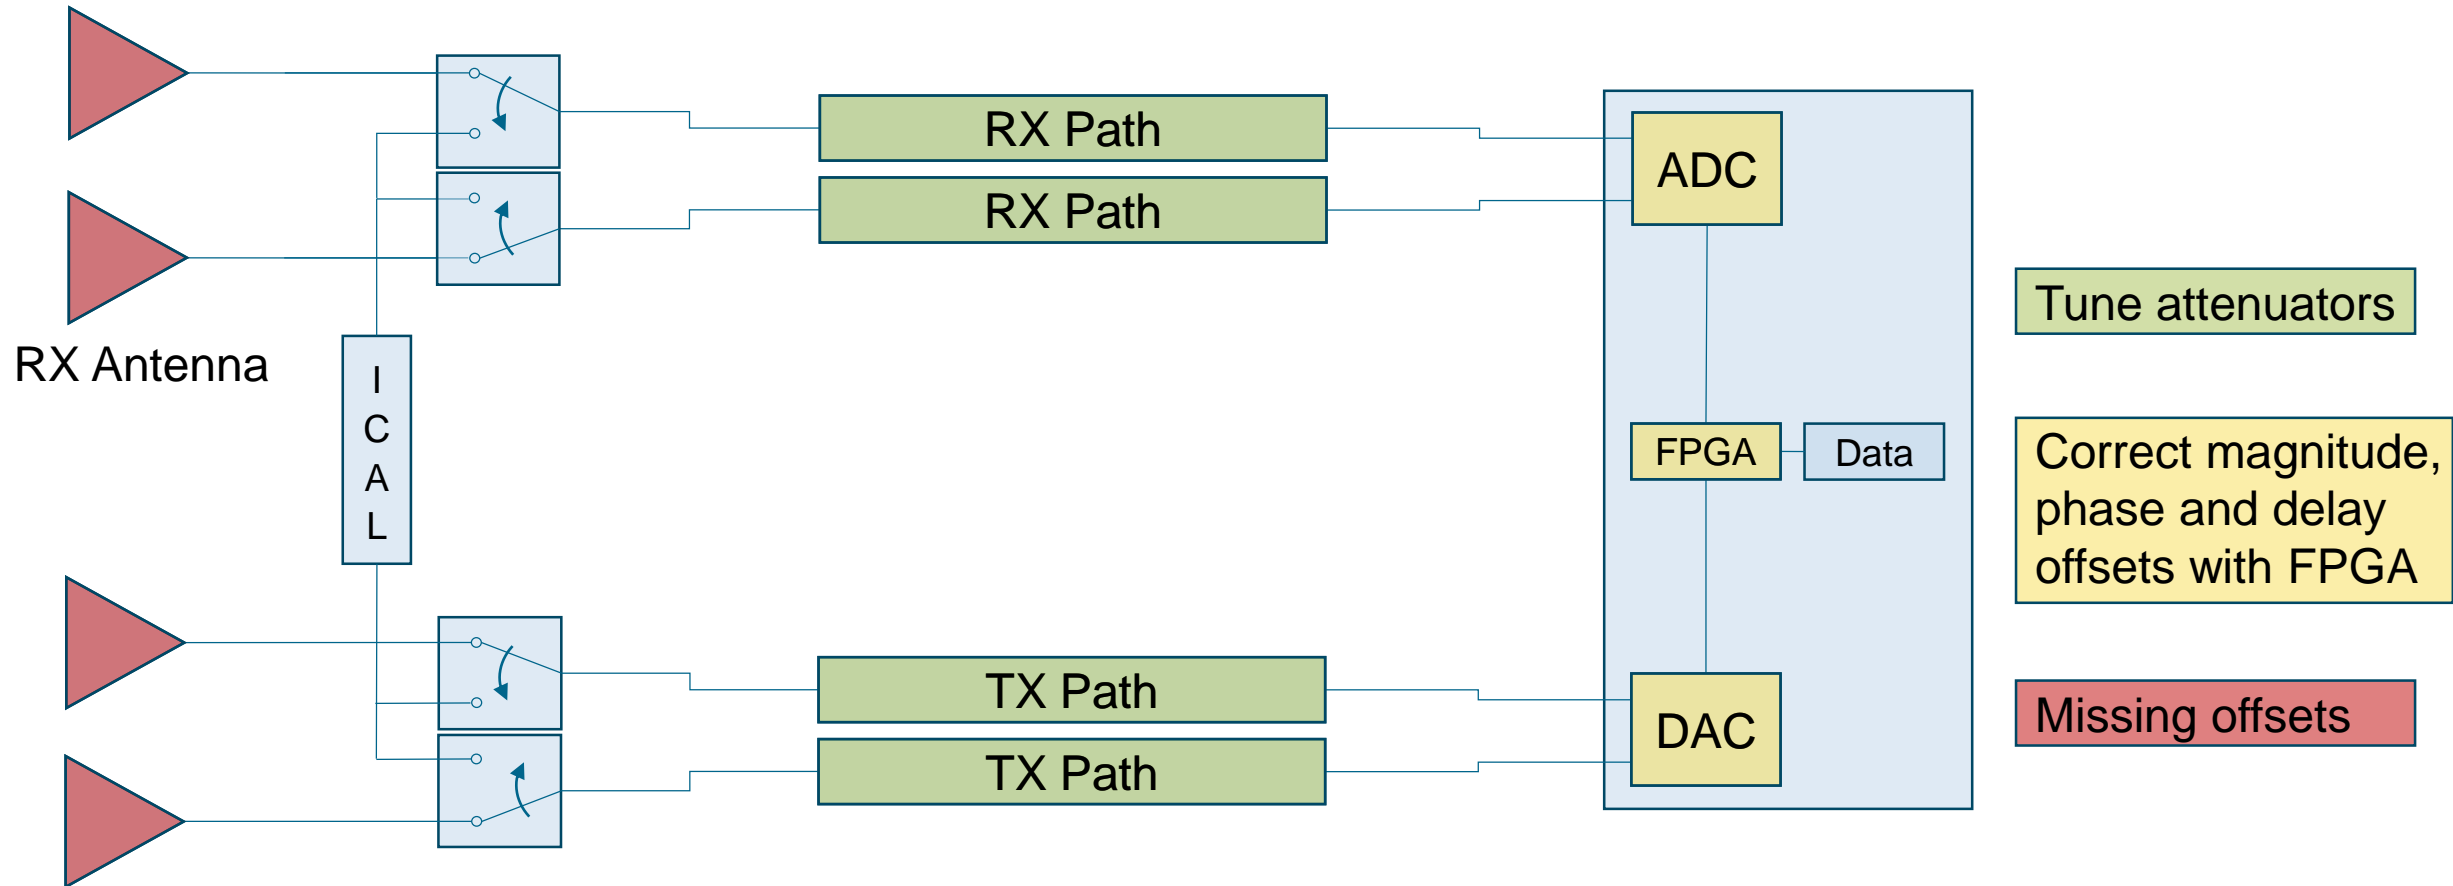 RX Path
RX Path
ADC
RX Antenna
I
C
A
L
FPGA
Data
TX Path
TX Path
DAC
Tune attenuators
Correct magnitude,
phase and delay
offsets with FPGA
Missing offsets